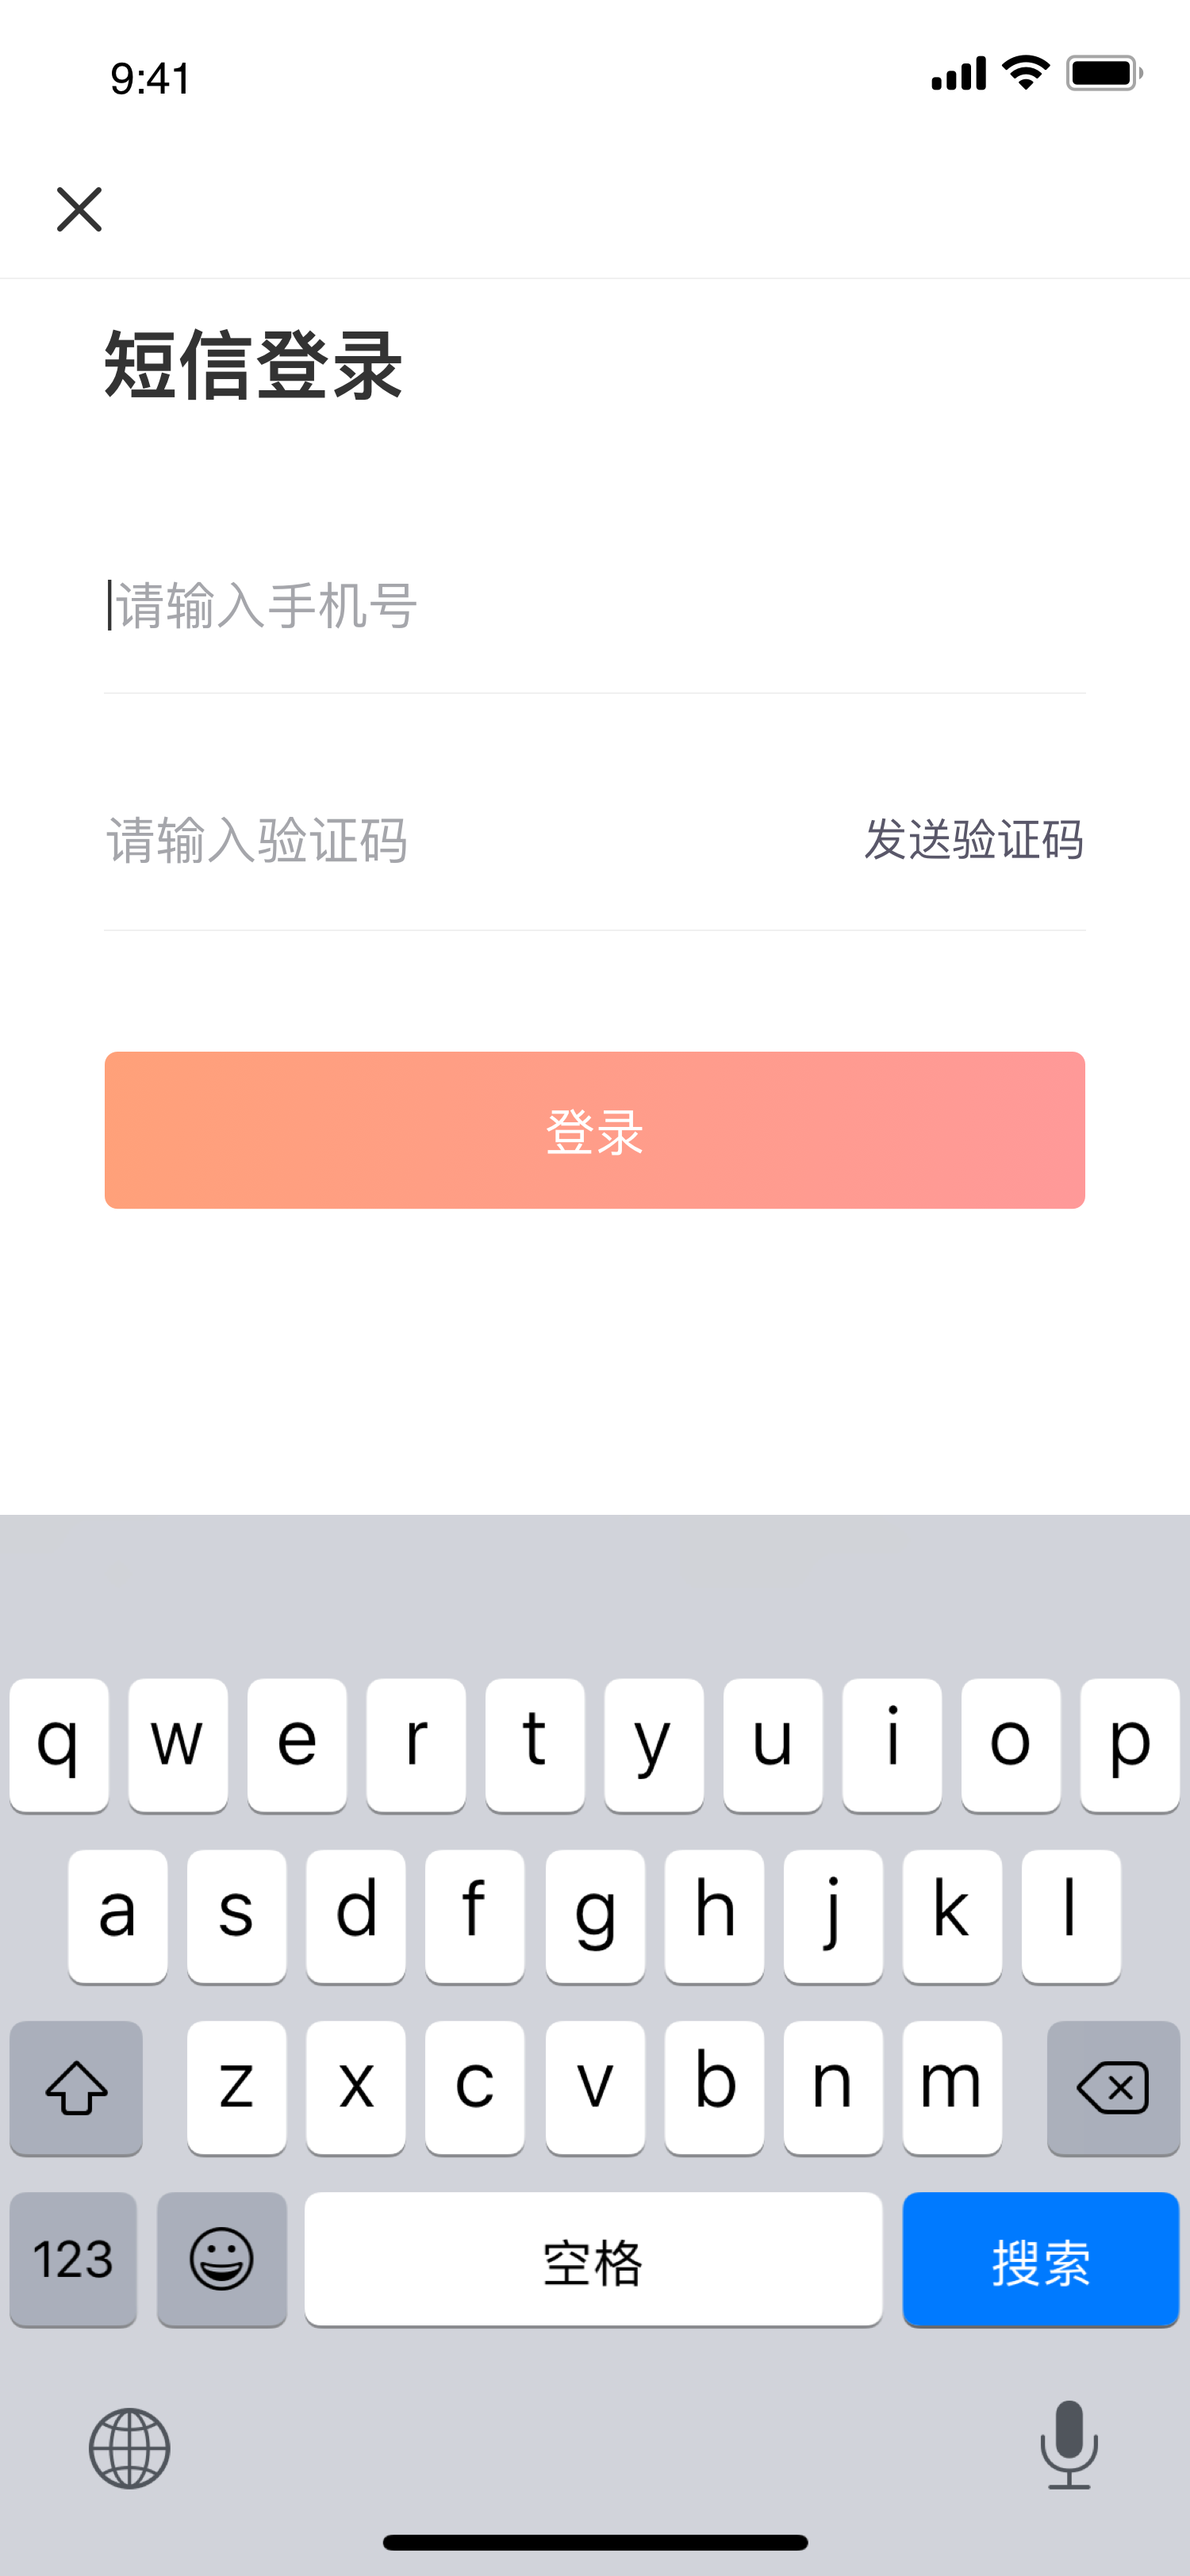 9:41
短信登录
请输入手机号
请输入验证码 发送验证码
登录
q w e r t y u i o p
a s d f g h j k l
z x c v b n m
123 空格 搜索